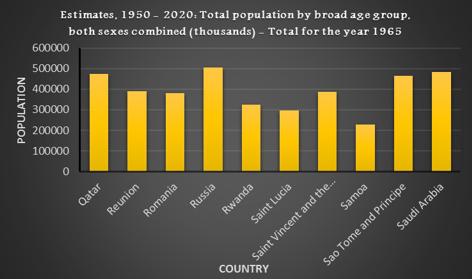 Estimates, 1950 - 2020: Total population by broad age group,
both sexes combined (thousands) - Total for the year 1965
600000
500000
400000
300000
200000
100000
0
POPULATION
Qatar
Reunion
Romania
Russia
Rwanda
Saint Lucia
Saint Vincent and the...
Samoa
Sao Tome and Principe
Saudi Arabia
COUNTRY